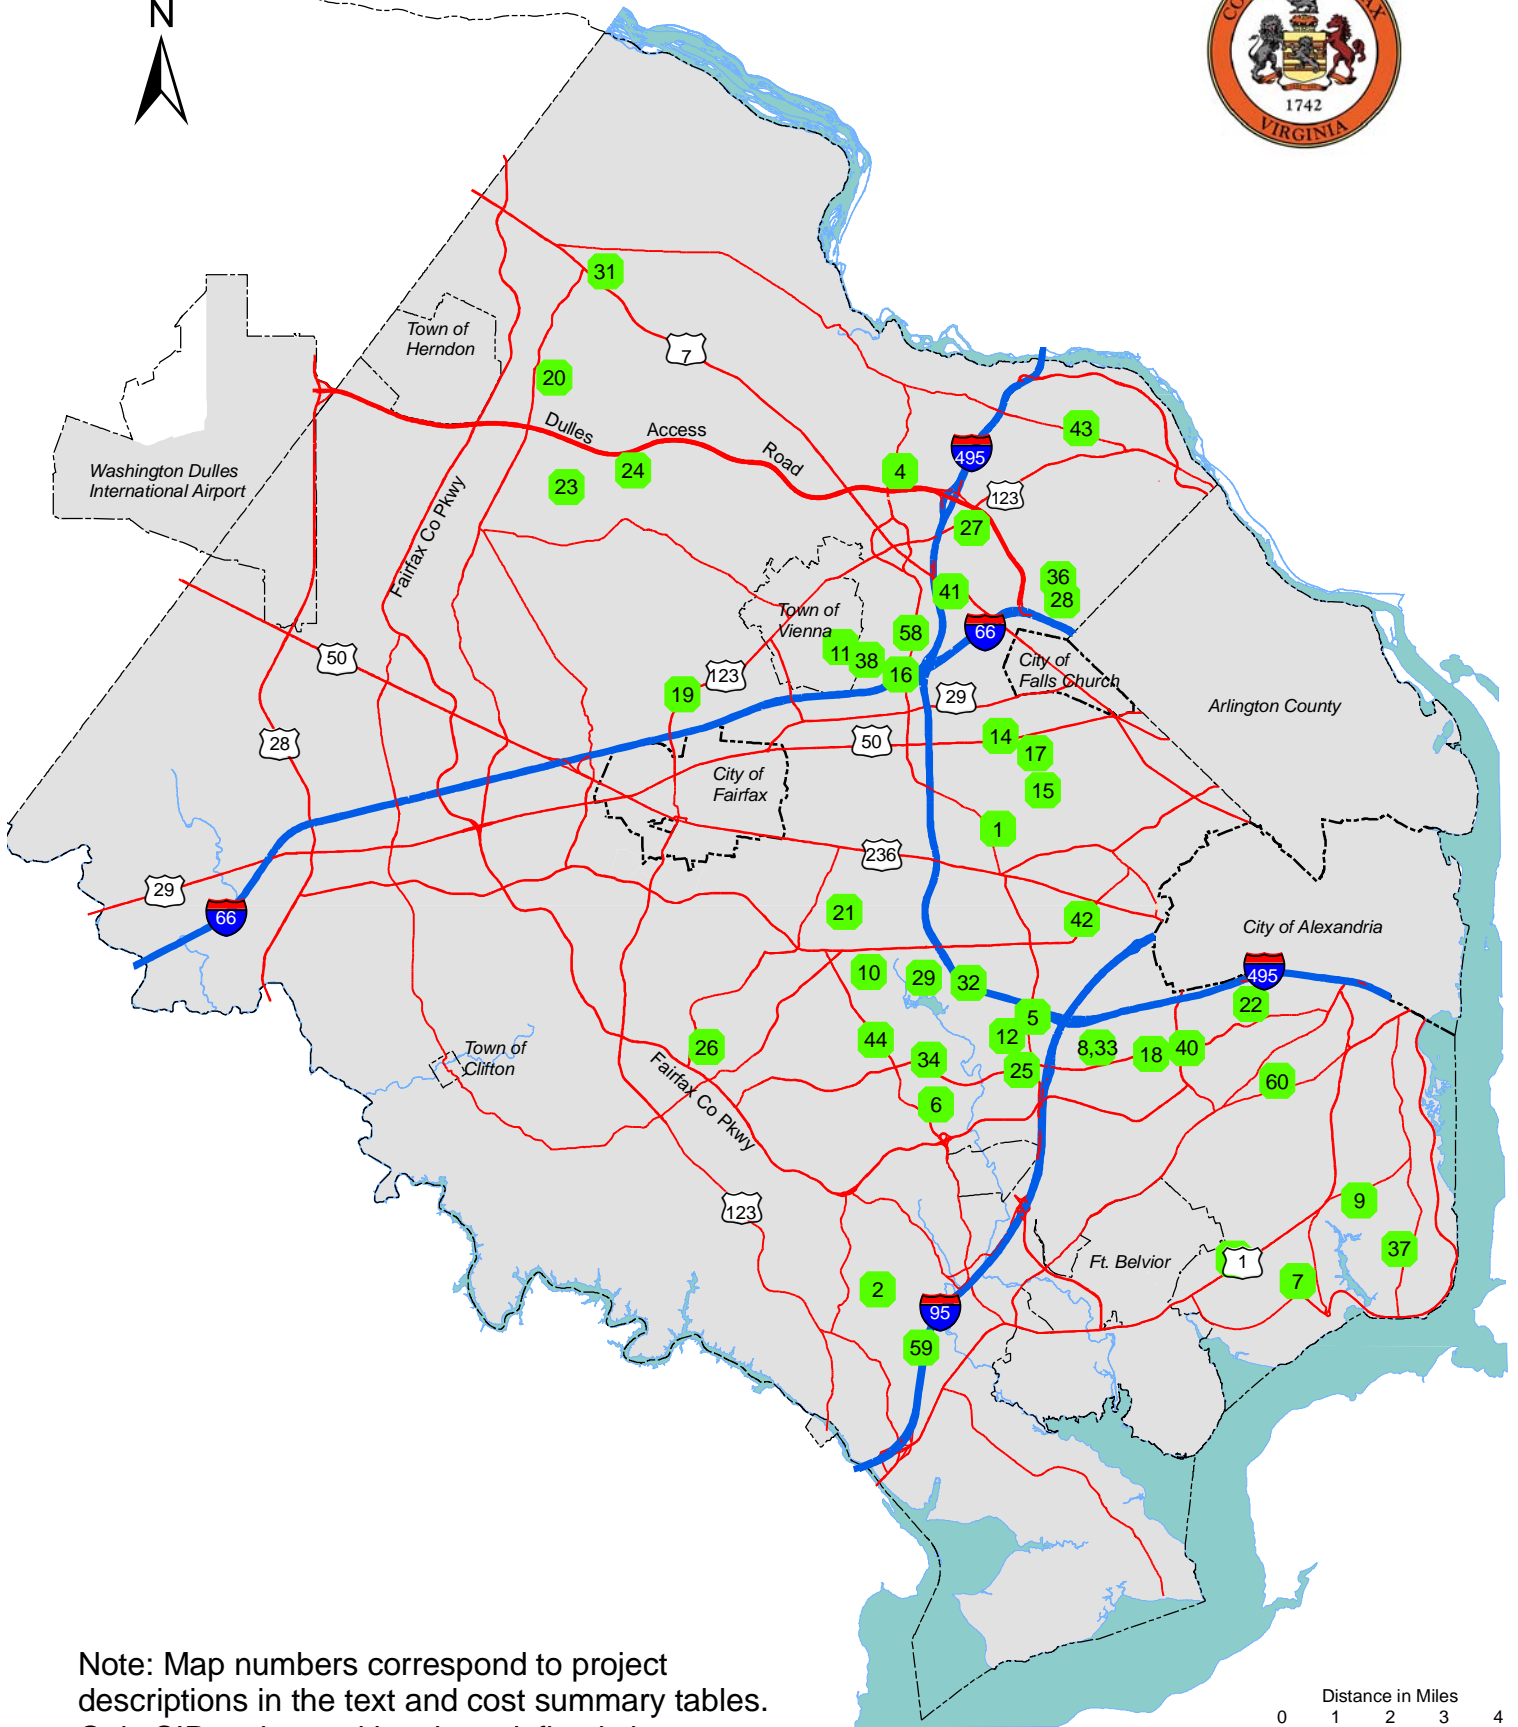 N
CO
FAX
1742
VIRGINIA
31
Town of
Herndon
7
20
Dulles
Access
Road
43
495
4
24
23
123
Washington Dulles
International Airport
27
Fairfax Co Pkwy
36
28
41
Town of
Vienna
58
66
11
38
16
50
123
19
29
City of
Falls Church
Arlington County
28
50
14
17
City of
Fairfax
15
1
236
29
66
21
42
City of Alexandria
10
29
32
495
22
5
12
44
34
25
8,33
18
40
26
Town of
Clifton
Fairfax Co Pkwy
60
6
123
9
37
Ft. Belvior
1
7
2
95
59
Note: Map numbers correspond to project
descriptions in the text and cost summary tables.
Distance in Miles
0 1 2 3 4